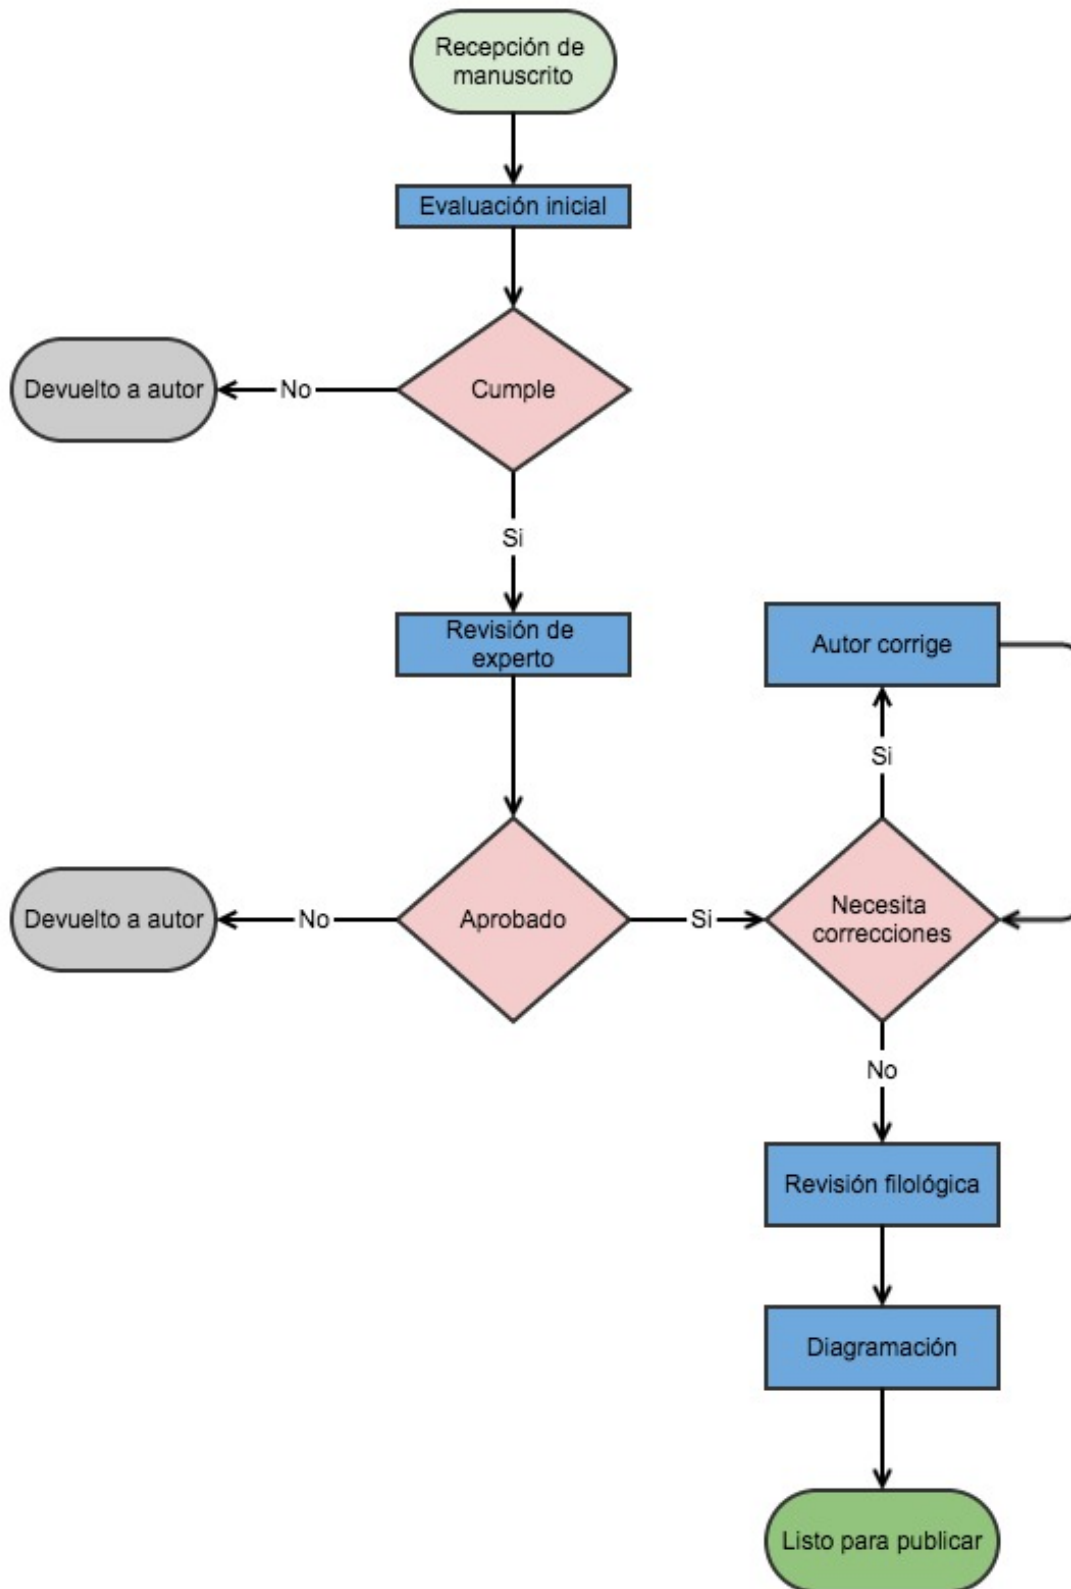 Recepción de
manuscrito
Evaluación inicial
Devuelto a autor
No
Cumple
Si
Revisión de
experto
Autor corrige
Si
Devuelto a autor
No
Aprobado
Si
Necesita
correcciones
No
Revisión filológica
Diagramación
Listo para publicar